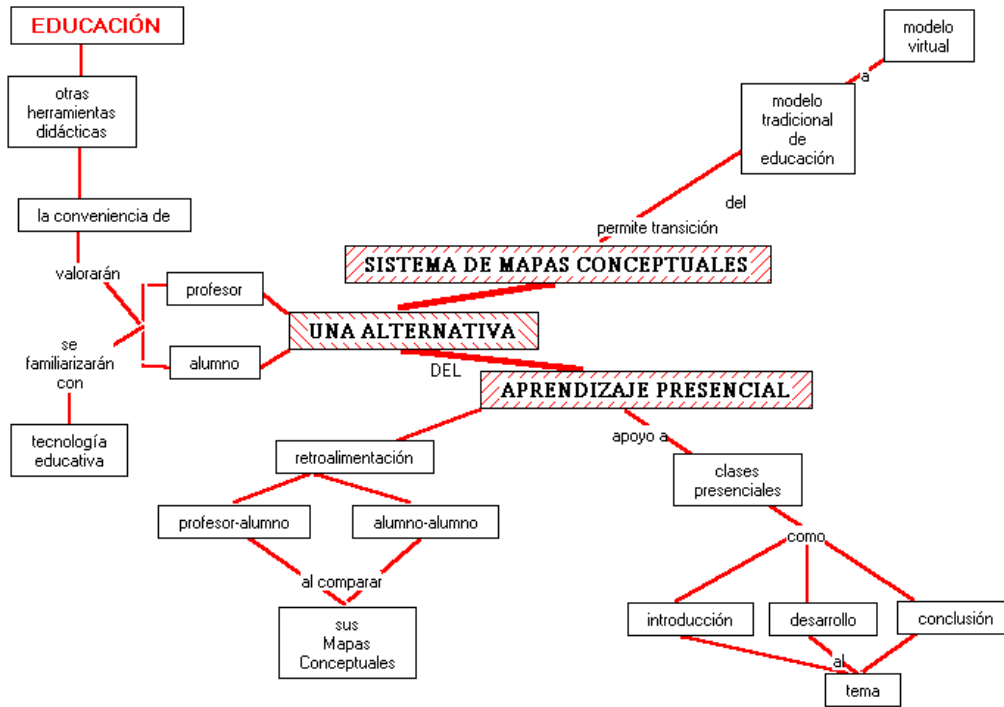 EDUCACIÓN
otras
herramientas
didácticas
la conveniencia de
valorarán
se
familiarizarán
con
tecnología
educativa
profesor
alumno
modelo
virtual
a
modelo
tradicional
de
educación
del
permite transición
SISTEMA DE MAPAS CONCEPTUALES
UNA ALTERNATIVA
DEL
APRENDIZAJE PRESENCIAL
retroalimentación
profesor-alumno
alumno-alumno
al comparar
sus
Mapas
Conceptuales
apoyo a
clases
presenciales
como
introducción
desarrollo
conclusión
al
tema